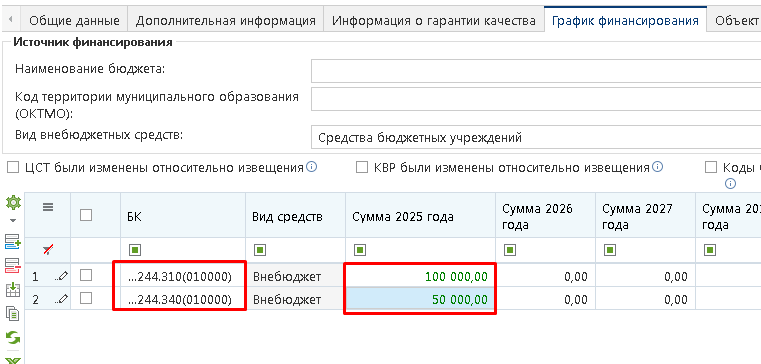 Общие данные Дополнительная информация Информация о гарантии качества График финансирования Объект
Источник финансирования
Наименование бюджета:
Код территории муниципального образования
(ОКТМО):
Вид внебюджетных средств: Средства бюджетных учреждений
ЦСТ были изменены относительно извещения КВР были изменены относительно извещения Коды
БК Вид средств Сумма 2025 года Сумма 2026 года Сумма 2027 года
1 ...244.310(010000) Внебюджет 100 000,00 0,00 0,00
2 ...244.340(010000) Внебюджет 50 000,00 0,00 0,00